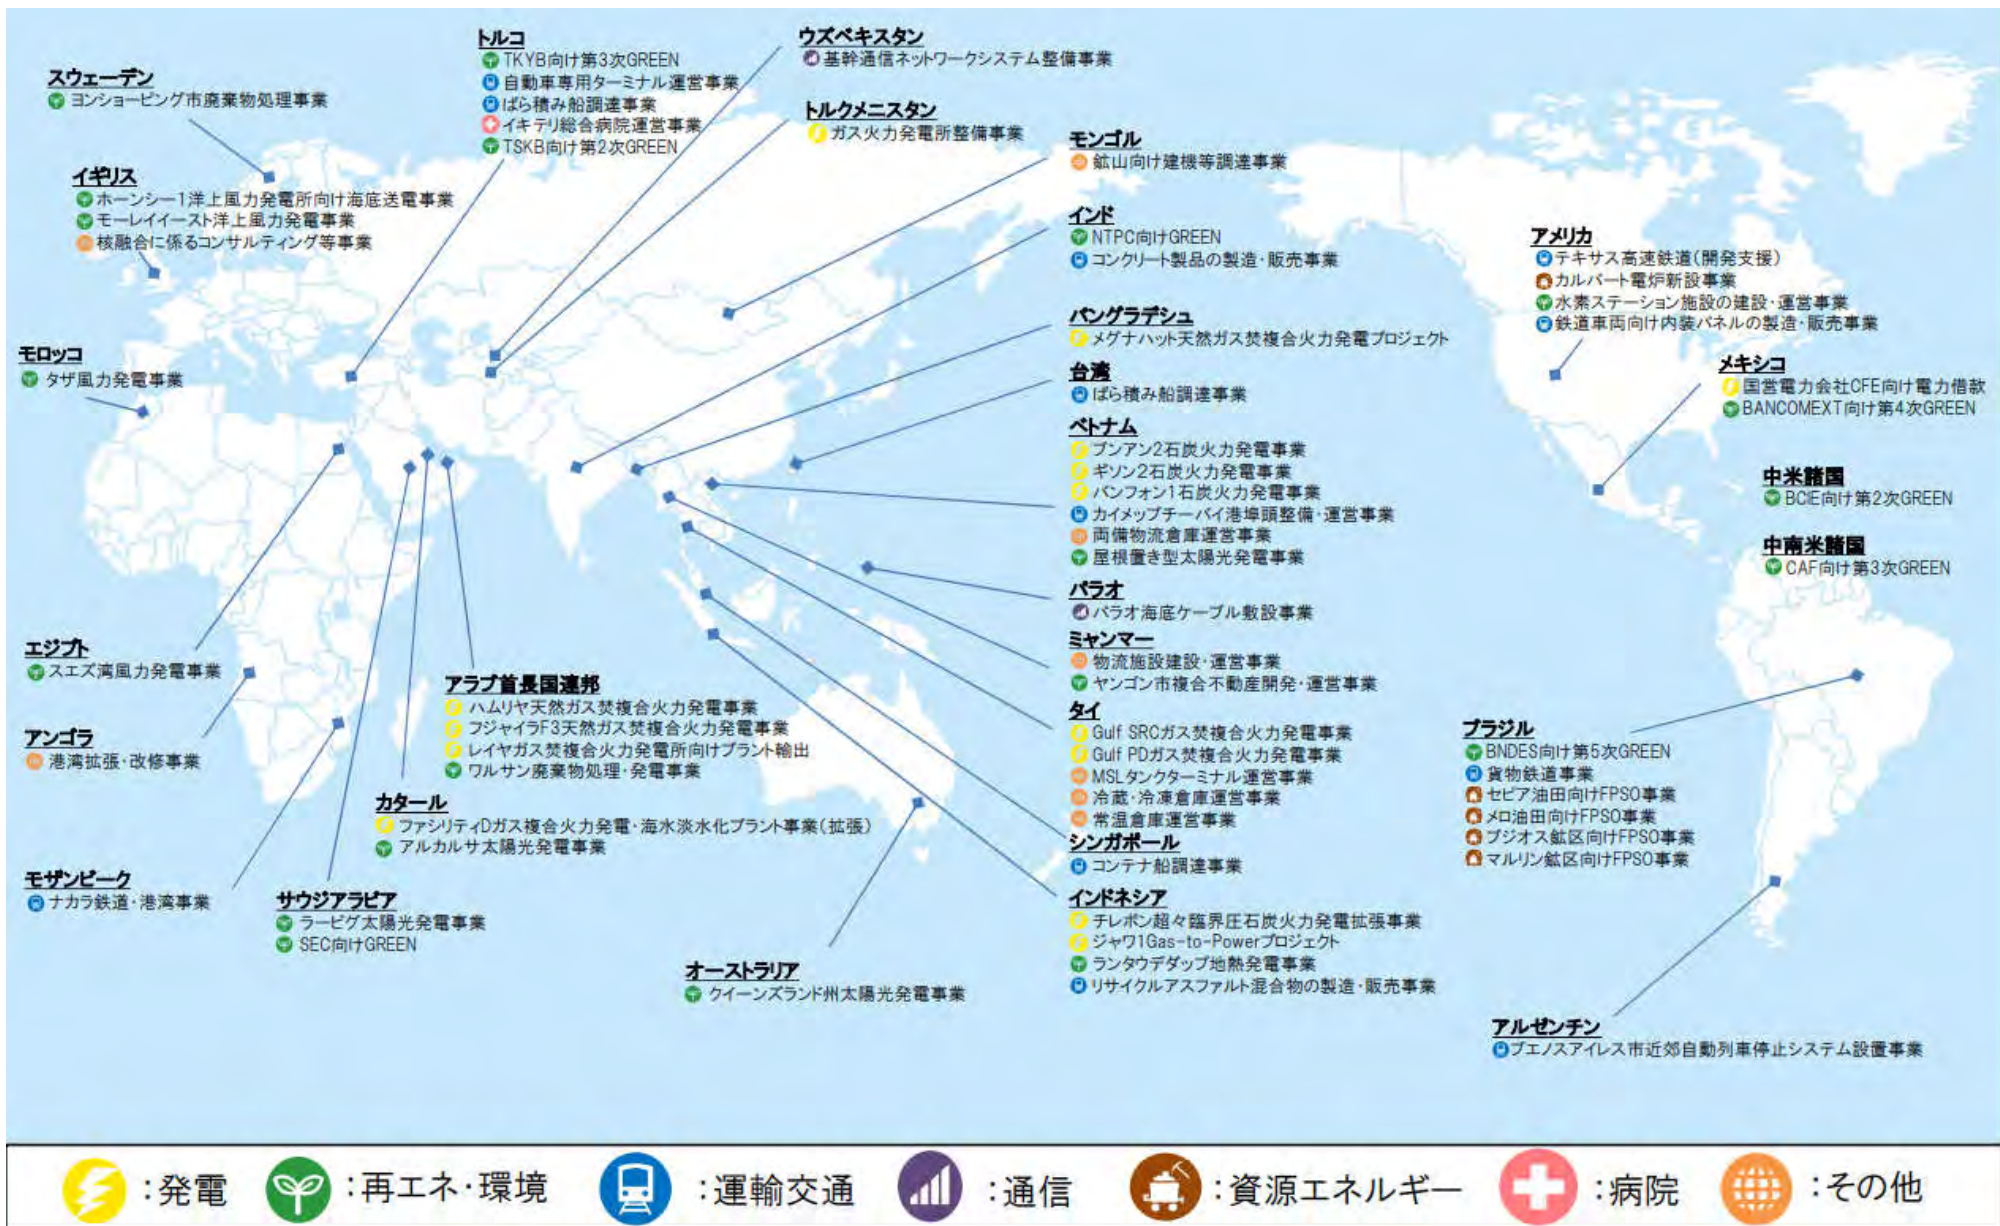 スウェーデン
ヨンショーピング市廃棄物処理事業
イギリス
ホーンシー1洋上風力発電所向け海底送電事業
モーレイイースト洋上風力発電事業
核融合に係るコンサルティング等事業
モロッコ
タザ風力発電事業
トルコ
TKYB向け第3次GREEN
自動車専用ターミナル運営事業
ばら積み船調達事業
イキテリ総合病院運営事業
TSKB向け第2次GREEN
ウズベキスタン
基幹通信ネットワークシステム整備事業
トルクメニスタン
ガス火力発電所整備事業
モンゴル
鉱山向け建機等調達事業
インド
NTPC向けGREEN
コンクリート製品の製造・販売事業
バングラデシュ
メグナハット天然ガス焚複合火力発電プロジェクト
台湾
ばら積み船調達事業
ベトナム
ブンアン2石炭火力発電事業
ギソン2石炭火力発電事業
バンフォン1石炭火力発電事業
カイメップチーバイ港埠頭整備・運営事業
両備物流倉庫運営事業
屋根置き型太陽光発電事業
パラオ
パラオ海底ケーブル敷設事業
ミャンマー
物流施設建設・運営事業
ヤンゴン市複合不動産開発・運営事業
タイ
Gulf SRCガス焚複合火力発電事業
Gulf PDガス焚複合火力発電事業
MSLタンクターミナル運営事業
冷蔵・冷凍倉庫運営事業
常温倉庫運営事業
シンガポール
コンテナ船調達事業
インドネシア
チレボン超々臨界圧石炭火力発電拡張事業
ジャワ1Gas-to-Powerプロジェクト
ランタウデダップ地熱発電事業
リサイクルアスファルト混合物の製造・販売事業
アメリカ
テキサス高速鉄道(開発支援)
カルバート電炉新設事業
水素ステーション施設の建設・運営事業
鉄道車両向け内装パネルの製造・販売事業
メキシコ
国営電力会社CFE向け電力借款
BANCOMEXT向け第4次GREEN
中米諸国
BCIE向け第2次GREEN
中南米諸国
CAF向け第3次GREEN
ブラジル
BNDES向け第5次GREEN
貨物鉄道事業
セピア油田向けFPSO事業
メロ油田向けFPSO事業
ブジオス鉱区向けFPSO事業
マルリン鉱区向けFPSO事業
アルゼンチン
ブエノスアイレス市近郊自動列車停止システム設置事業
エジプト
スエズ湾風力発電事業
アンゴラ
港湾拡張・改修事業
モザンビーク
ナカラ鉄道・港湾事業
アラブ首長国連邦
ハムリヤ天然ガス焚複合火力発電事業
フジャイラF3天然ガス焚複合火力発電事業
レイヤガス焚複合火力発電所向けプラント輸出
ワルサン廃棄物処理・発電事業
カタール
ファシリティDガス複合火力発電・海水淡水化プラント事業(拡張)
アルカルサ太陽光発電事業
サウジアラビア
ラービグ太陽光発電事業
SEC向けGREEN
オーストラリア
クイーンズランド州太陽光発電事業
:発電
:再エネ・環境
:運輸交通
:通信
:資源エネルギー
:病院
:その他